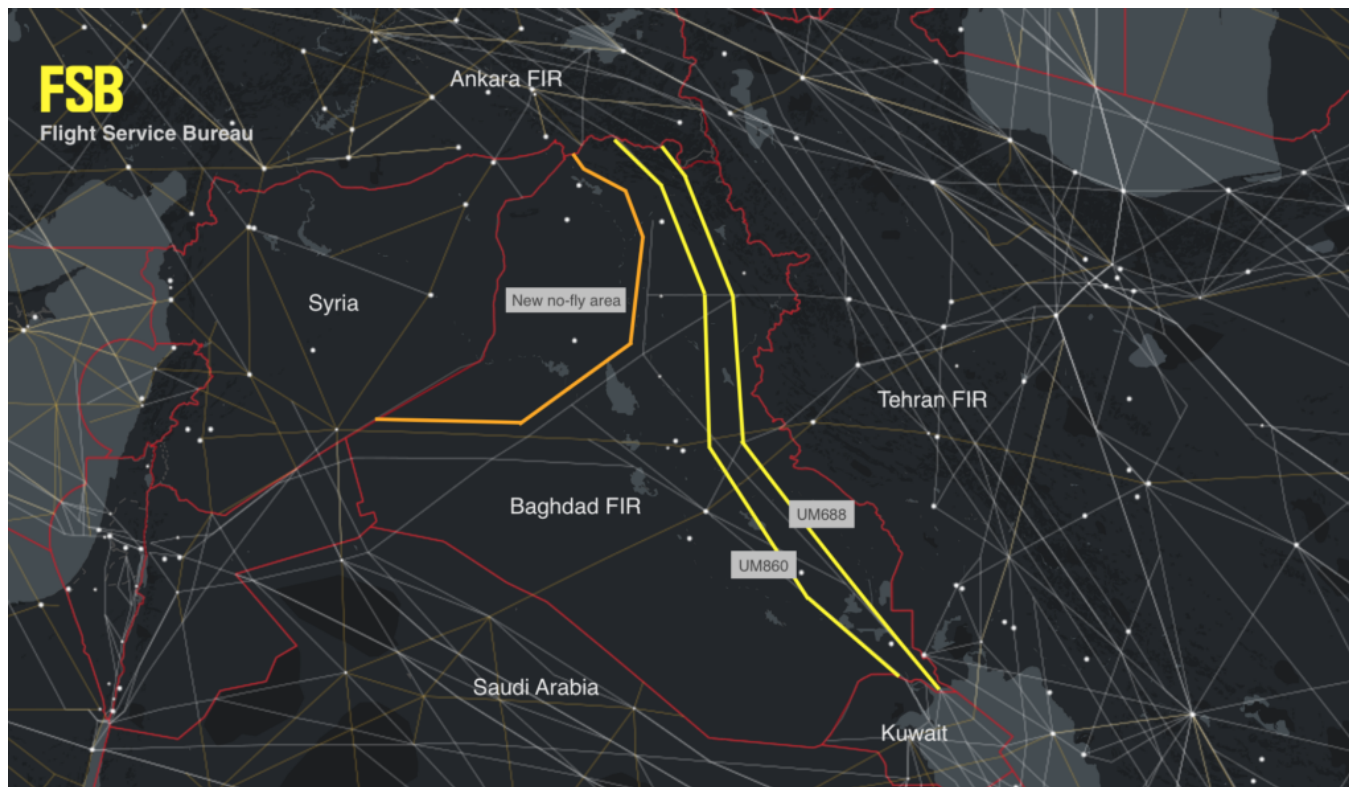 FSB
Flight Service Bureau
Ankara FIR
Syria
New no-fly area
Tehran FIR
Baghdad FIR
UM688
UM860
Saudi Arabia
Kuwait